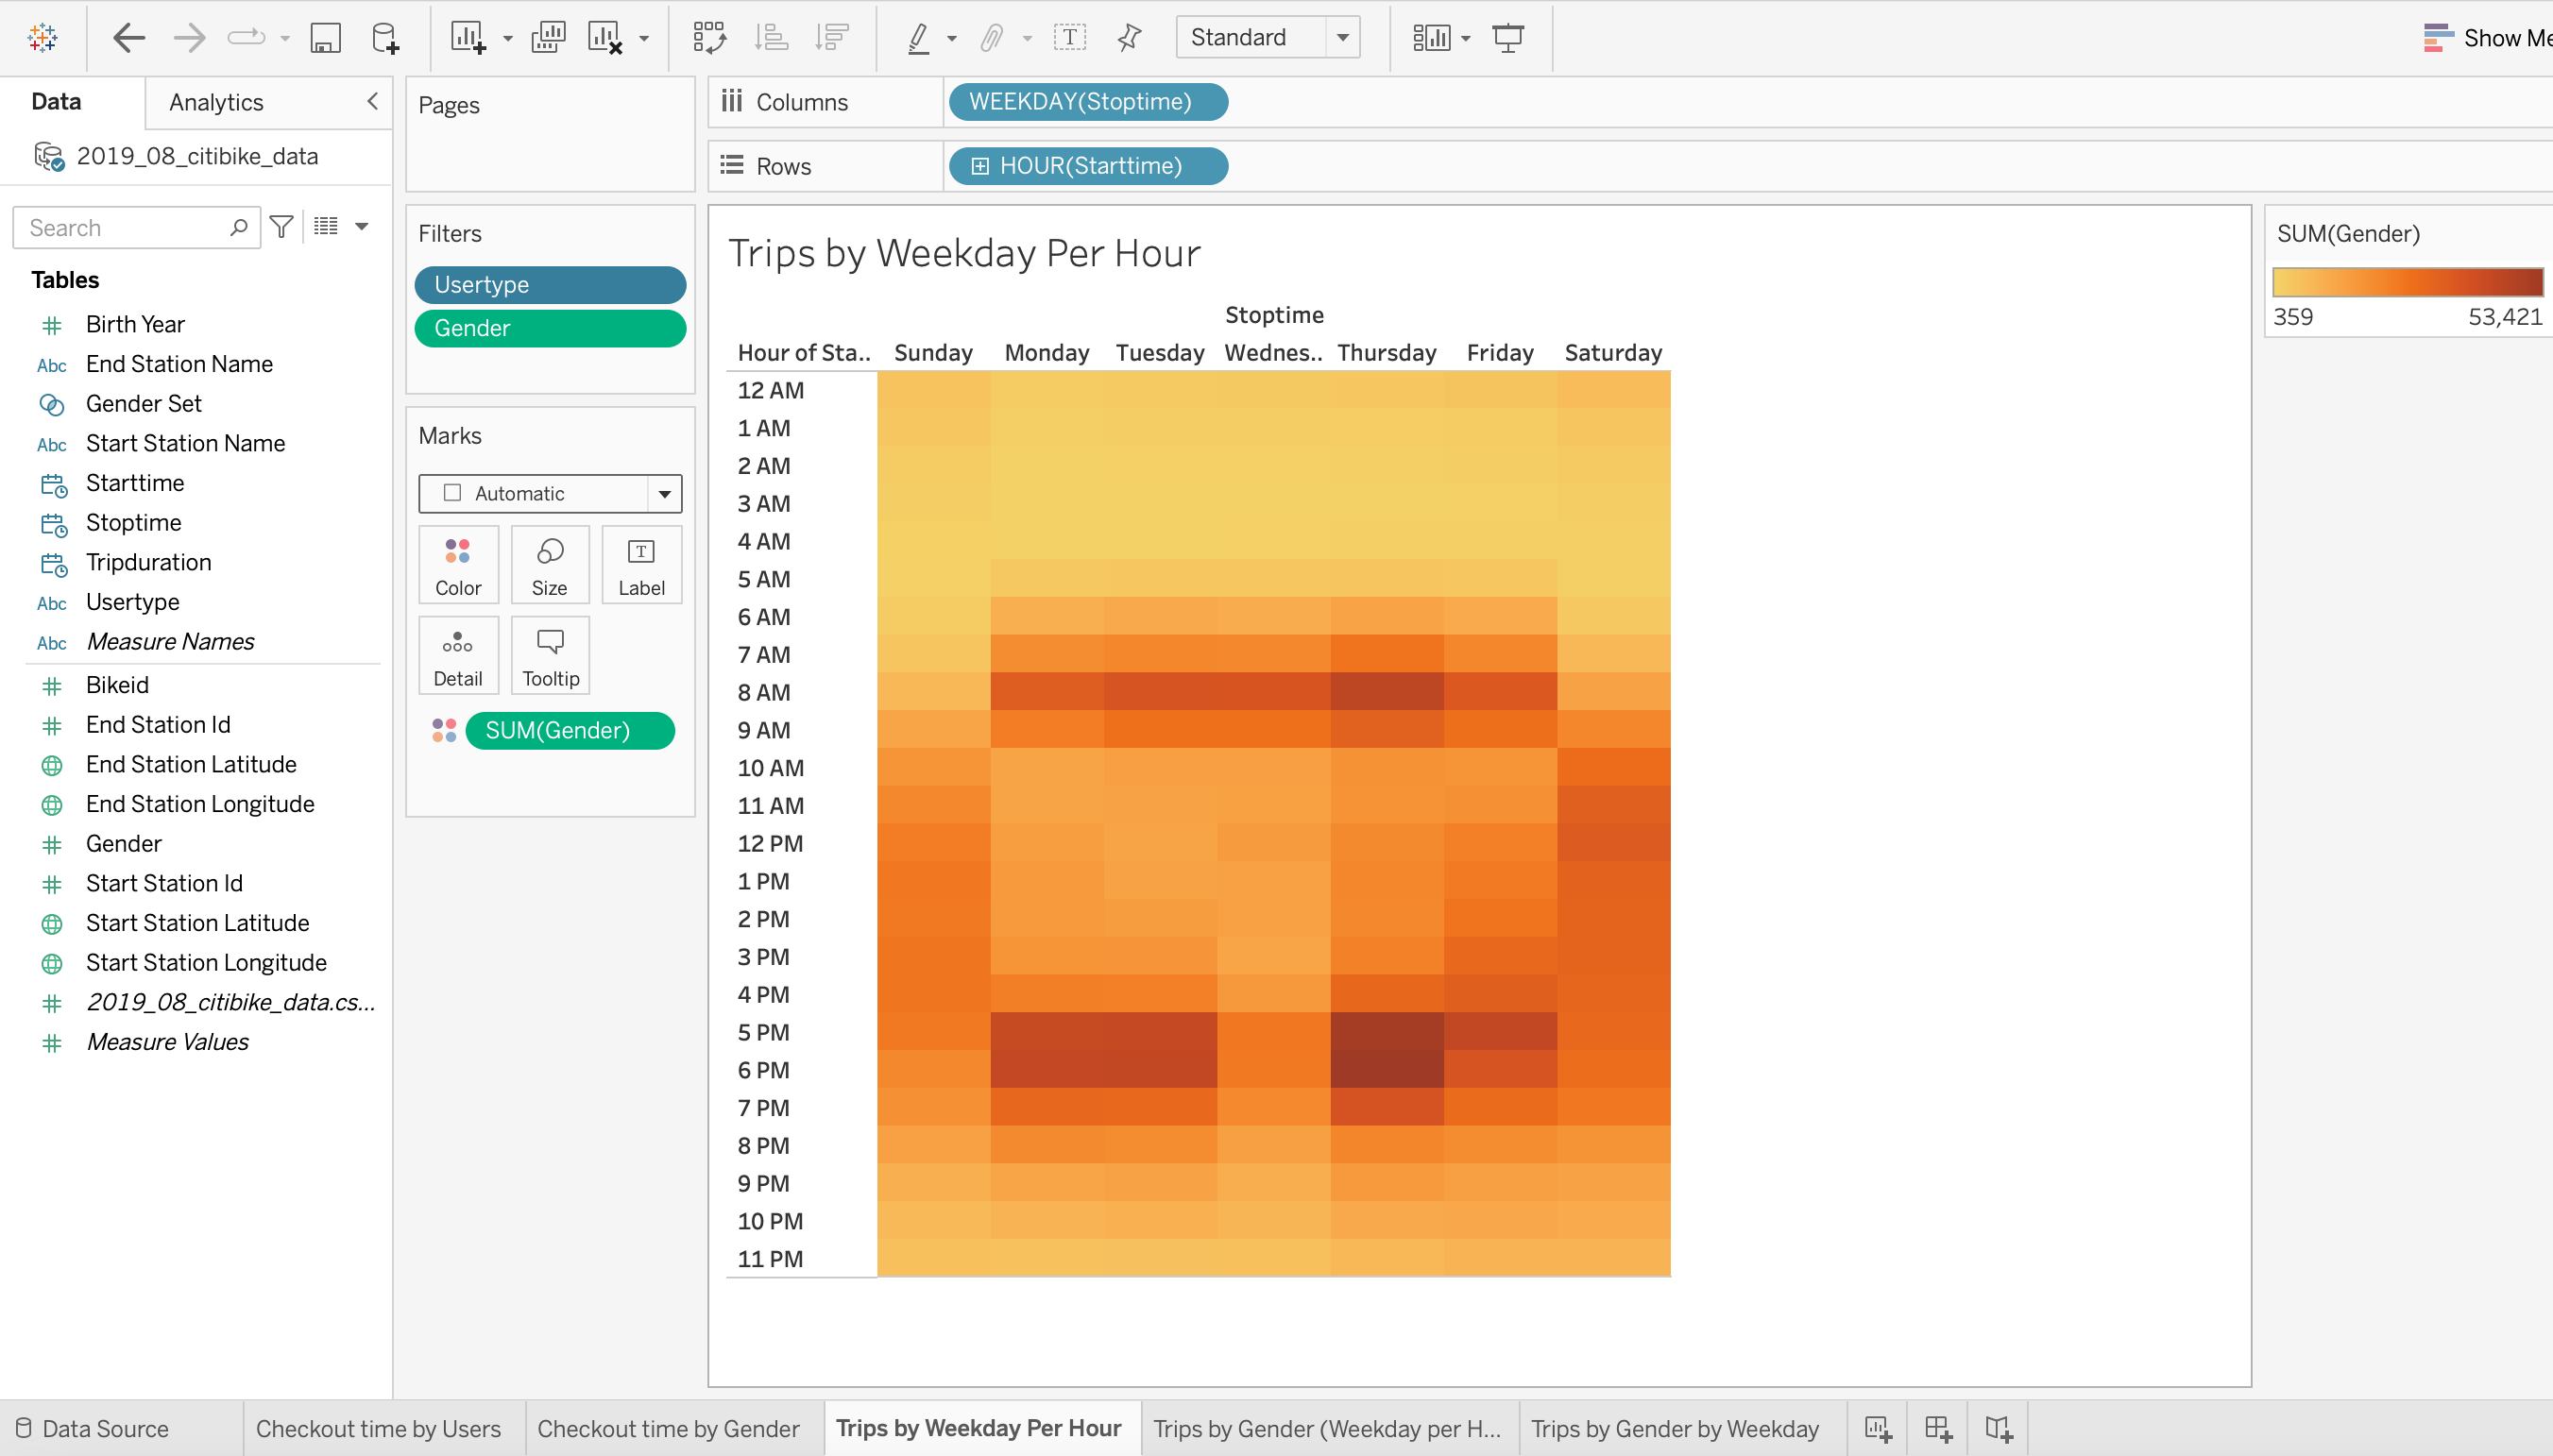 Standard
Show Me
Data
Analytics
2019_08_citibike_data
Search
Tables
Birth Year
Abc End Station Name
Gender Set
Abc Start Station Name
Starttime
Stoptime
Tripduration
Abc Usertype
Abc Measure Names
Bikeid
End Station Id
End Station Latitude
End Station Longitude
Gender
Start Station Id
Start Station Latitude
Start Station Longitude
2019_08_citibike_data.cs...
Measure Values
Pages
Filters
Usertype
Gender
Marks
Automatic
Color Size Label
Detail Tooltip
SUM(Gender)
Columns WEEKDAY(Stoptime)
Rows HOUR(Starttime)
Trips by Weekday Per Hour
Stoptime
Hour of Sta.. Sunday Monday Tuesday Wednes.. Thursday Friday Saturday
12 AM
1 AM
2 AM
3 AM
4 AM
5 AM
6 AM
7 AM
8 AM
9 AM
10 AM
11 AM
12 PM
1 PM
2 PM
3 PM
4 PM
5 PM
6 PM
7 PM
8 PM
9 PM
10 PM
11 PM
SUM(Gender)
359 53,421
Data Source Checkout time by Users Checkout time by Gender Trips by Weekday Per Hour Trips by Gender (Weekday per H... Trips by Gender by Weekday